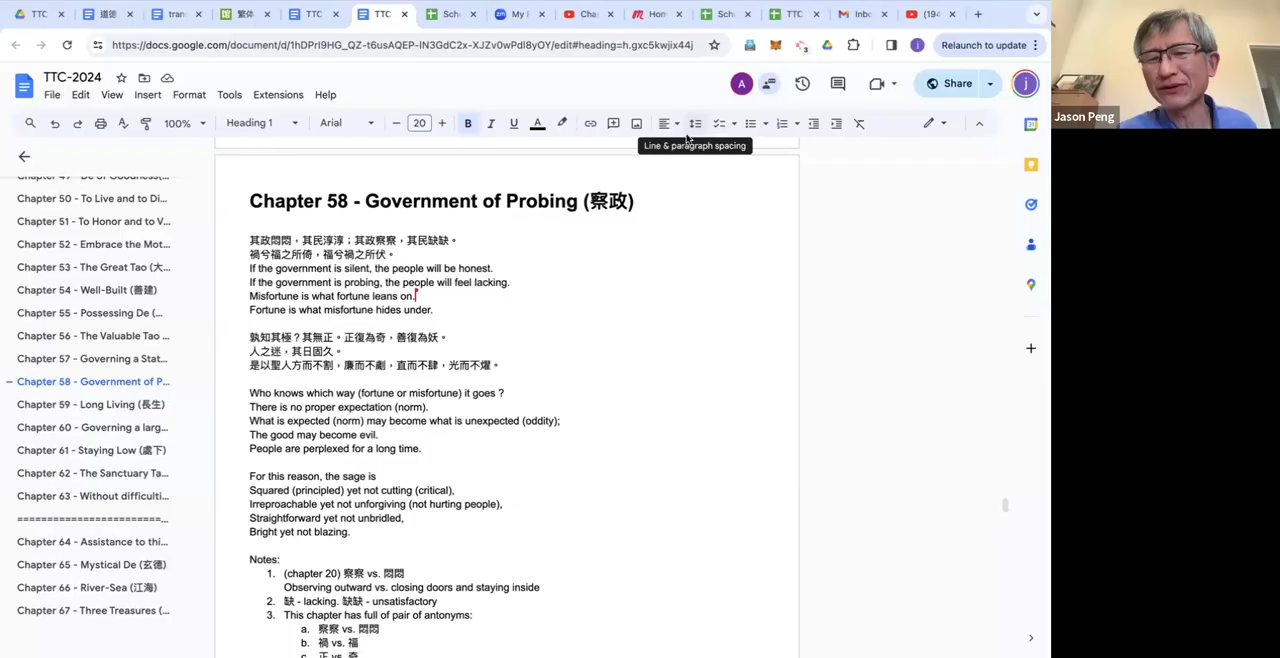 TTC
道德
tran
繁体
TTC
TTC
Sche
My I
Chac
Hom
Sche
TTC
Inbo
(194
https://docs.google.com/document/d/1hDPrI9HG_QZ-t6usAQEP-IN3GdC2x-XJZv0wPdl8yOY/edit#heading=h.gxc5kwjix44j
j
Relaunch to update
TTC-2024
File Edit View Insert Format Tools Extensions Help
A
Share
j
100%
Heading 1
Arial
20
B I U A
Line & paragraph spacing
Jason Peng
Chapter 50 - To Live and to Di...
Chapter 51 - To Honor and to V...
Chapter 52 - Embrace the Mot...
Chapter 53 - The Great Tao (大...
Chapter 54 - Well-Built (善建)
Chapter 55 - Possessing De (...
Chapter 56 - The Valuable Tao ...
Chapter 57 - Governing a Stat...
Chapter 58 - Government of P...
Chapter 59 - Long Living (長生)
Chapter 60 - Governing a larg...
Chapter 61 - Staying Low (處下)
Chapter 62 - The Sanctuary Ta...
Chapter 63 - Without difficulti...
========================...
Chapter 64 - Assistance to thi...
Chapter 65 - Mystical De (玄德)
Chapter 66 - River-Sea (江海)
Chapter 67 - Three Treasures (...
Chapter 58 - Government of Probing (察政)
其政悶悶，其民淳淳；其政察察，其民缺缺。
禍兮福之所倚，福兮禍之所伏。
If the government is silent, the people will be honest.
If the government is probing, the people will feel lacking.
Misfortune is what fortune leans on.
Fortune is what misfortune hides under.
孰知其極？其無正。正復為奇，善復為妖。
人之迷，其日固久。
是以聖人方而不割，廉而不劌，直而不肆，光而不燿。
Who knows which way (fortune or misfortune) it goes ?
There is no proper expectation (norm).
What is expected (norm) may become what is unexpected (oddity);
The good may become evil.
People are perplexed for a long time.
For this reason, the sage is
Squared (principled) yet not cutting (critical),
Irreproachable yet not unforgiving (not hurting people),
Straightforward yet not unbridled,
Bright yet not blazing.
Notes:
1. (chapter 20) 察察 vs. 悶悶
Observing outward vs. closing doors and staying inside
2. 缺 - lacking. 缺缺 - unsatisfactory
3. This chapter has full of pair of antonyms:
a. 察察 vs. 悶悶
b. 禍 vs. 福
c. 正 vs. 奇